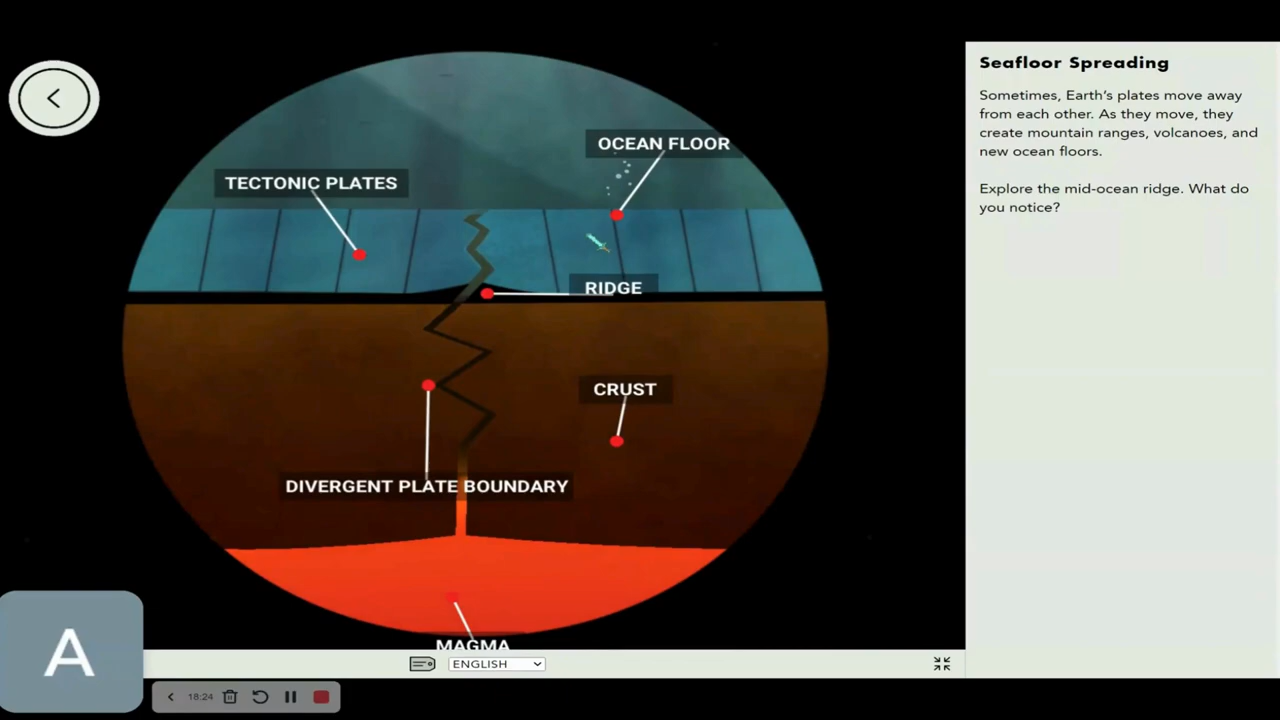 Seafloor Spreading
Sometimes, Earth's plates move away
from each other. As they move, they
create mountain ranges, volcanoes, and
new ocean floors.
Explore the mid-ocean ridge. What do
you notice?
OCEAN FLOOR
TECTONIC PLATES
RIDGE
CRUST
DIVERGENT PLATE BOUNDARY
MAGMA
ENGLISH
A
18:24